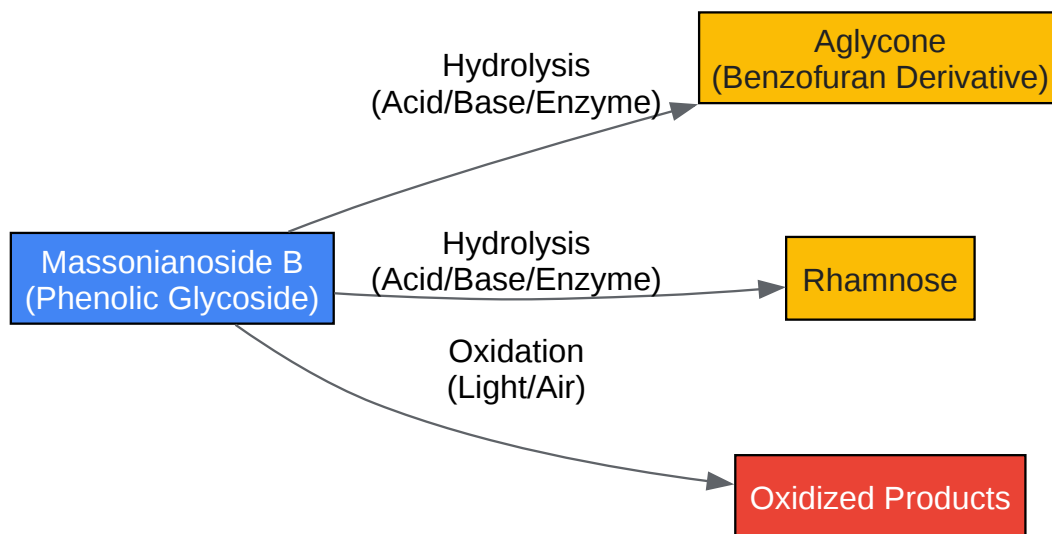 Aglycone
(Benzofuran Derivative)
Hydrolysis
(Acid/Base/Enzyme)
Massonianoside B
(Phenolic Glycoside)
Hydrolysis
(Acid/Base/Enzyme)
Rhamnose
Oxidation
(Light/Air)
Oxidized Products